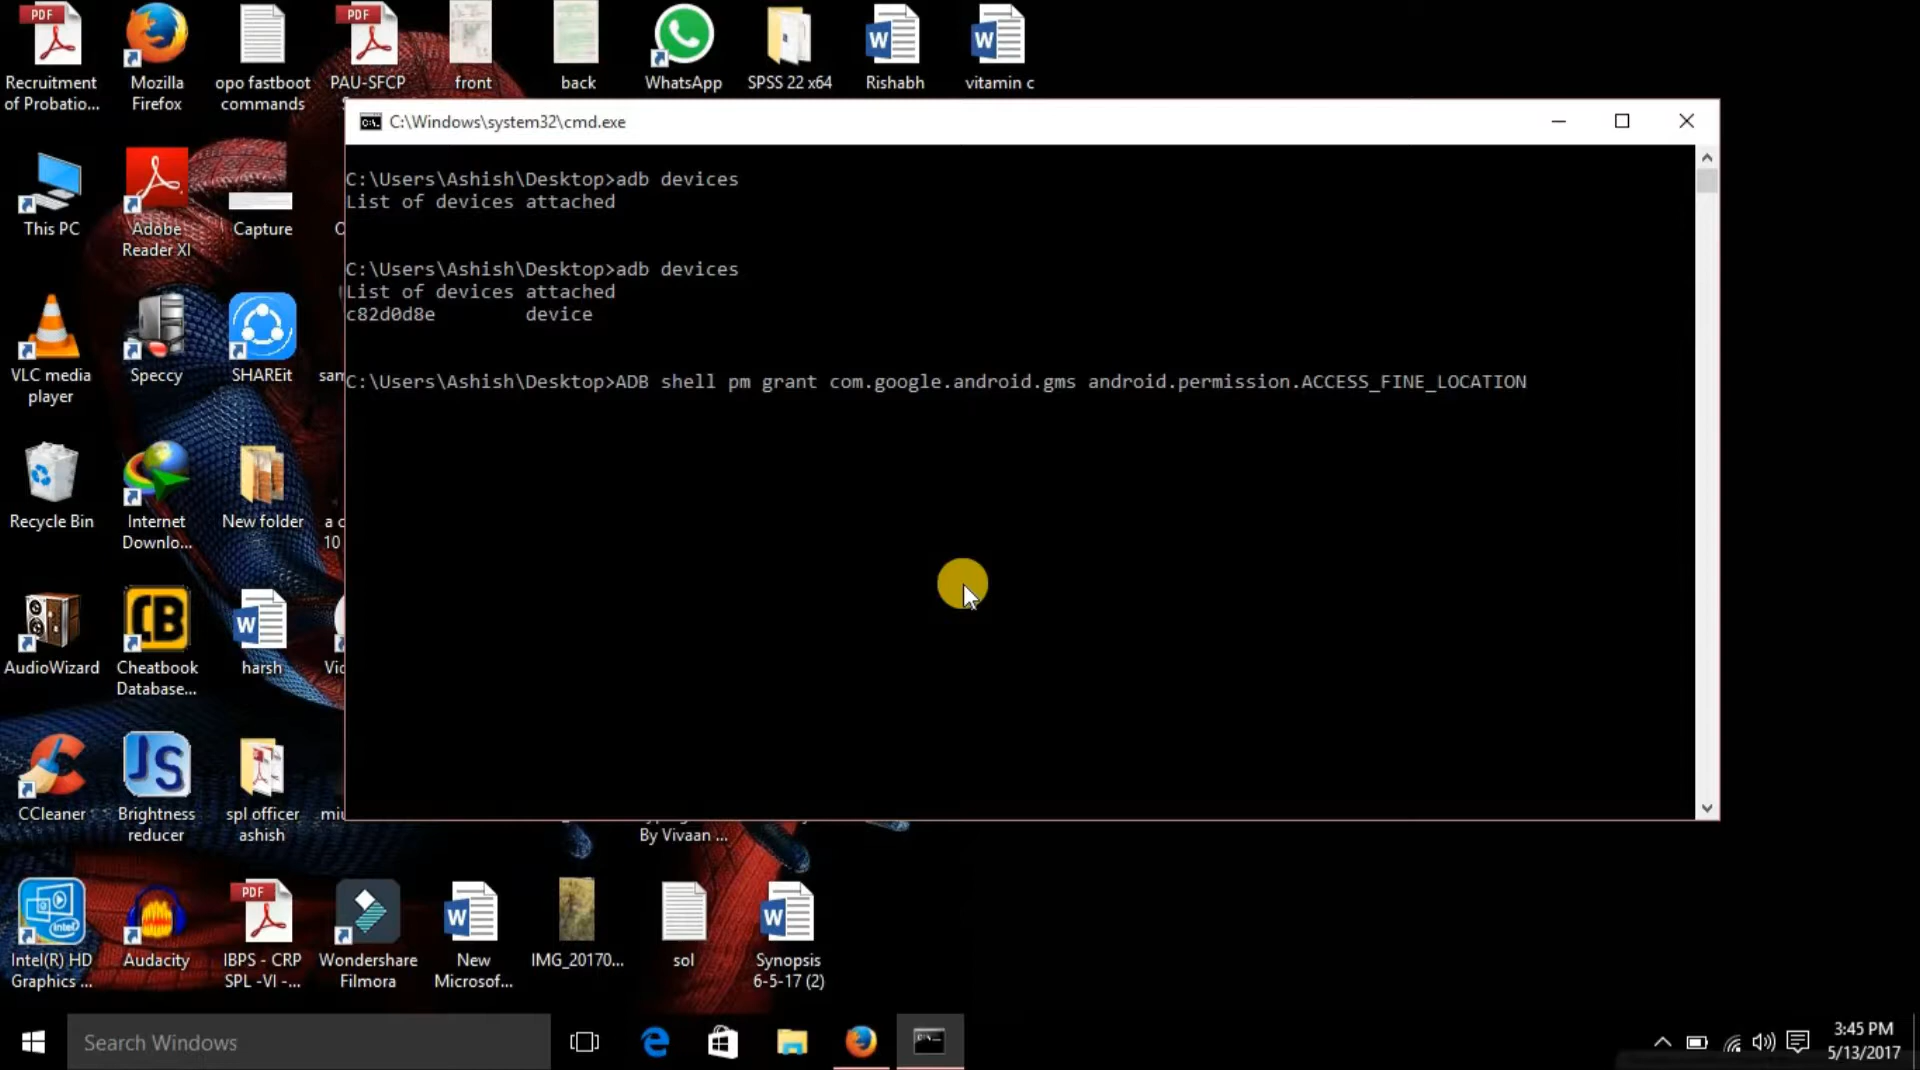 Recruitment
of Probatio...
Mozilla
Firefox
opo fastboot
commands
PAU-SFCP
front
back
WhatsApp
SPSS 22 x64
Rishabh
vitamin c
C:\Windows\system32\cmd.exe
C:\Users\Ashish\Desktop>adb devices
List of devices attached
C:\Users\Ashish\Desktop>adb devices
List of devices attached
c82d0d8e        device
C:\Users\Ashish\Desktop>ADB shell pm grant com.google.android.gms android.permission.ACCESS_FINE_LOCATION
This PC
Adobe
Reader XI
Capture
VLC media
player
Speccy
SHAREit
Recycle Bin
Internet
Downlo...
New folder
10
AudioWizard
Cheatbook
Database...
harsh
CCleaner
Brightness
reducer
spl officer
ashish
By Vivaan ...
Intel(R) HD
Graphics ...
Audacity
IBPS - CRP
SPL -VI -...
Wondershare
Filmora
New
Microsof...
IMG_20170...
sol
Synopsis
6-5-17 (2)
Search Windows
3:45 PM
5/13/2017